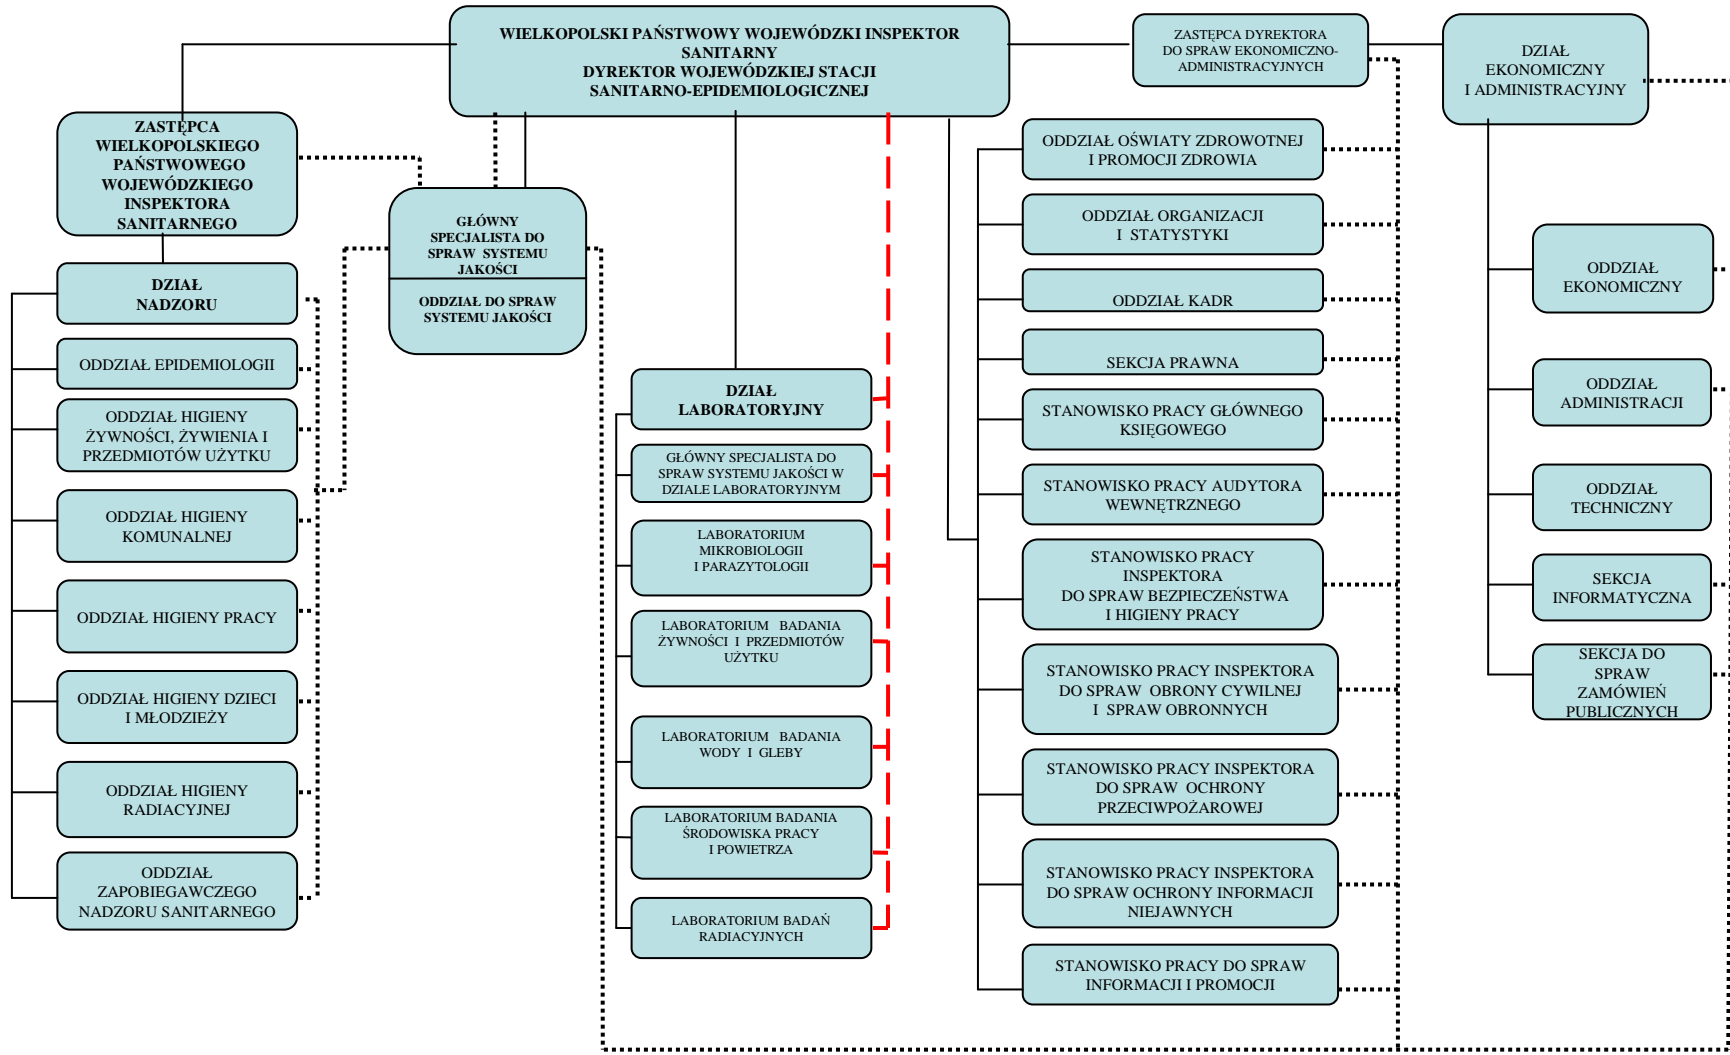 WIELKOPOLSKI PAŃSTWOWY WOJEWÓDZKI INSPEKTOR
SANITARNY
DYREKTOR WOJEWÓDZKIEJ STACJI
SANITARNO-EPIDEMIOLOGICZNEJ
ZASTĘPCA DYREKTORA
DO SPRAW EKONOMICZNO-
ADMINISTRACYJNYCH
DZIAŁ
EKONOMICZNY
I ADMINISTRACYJNY
ZASTĘPCA
WIELKOPOLSKIEGO
PAŃSTWOWEGO
WOJEWÓDZKIEGO
INSPEKTORA
SANITARNEGO
GŁÓWNY
SPECJALISTA DO
SPRAW SYSTEMU
JAKOŚCI
ODDZIAŁ DO SPRAW
SYSTEMU JAKOŚCI
DZIAŁ
NADZORU
ODDZIAŁ EPIDEMIOLOGII
ODDZIAŁ HIGIENY
ŻYWNOŚCI, ŻYWIENIA I
PRZEDMIOTÓW UŻYTKU
ODDZIAŁ HIGIENY
KOMUNALNEJ
ODDZIAŁ HIGIENY PRACY
ODDZIAŁ HIGIENY DZIECI
I MŁODZIEŻY
ODDZIAŁ HIGIENY
RADIACYJNEJ
ODDZIAŁ
ZAPOBIEGAWCZEGO
NADZORU SANITARNEGO
DZIAŁ
LABORATORYJNY
GŁÓWNY SPECJALISTA DO
SPRAW SYSTEMU JAKOŚCI W
DZIALE LABORATORYJNYM
LABORATORIUM
MIKROBIOLOGII
I PARAZYTOLOGII
LABORATORIUM BADANIA
ŻYWNOŚCI I PRZEDMIOTÓW
UŻYTKU
LABORATORIUM BADANIA
WODY I GLEBY
LABORATORIUM BADANIA
ŚRODOWISKA PRACY
I POWIETRZA
LABORATORIUM BADAŃ
RADIACYJNYCH
ODDZIAŁ OŚWIATY ZDROWOTNEJ
I PROMOCJI ZDROWIA
ODDZIAŁ ORGANIZACJI
I STATYSTYKI
ODDZIAŁ KADR
SEKCJA PRAWNA
STANOWISKO PRACY GŁÓWNEGO
KSIĘGOWEGO
STANOWISKO PRACY AUDYTORA
WEWNĘTRZNEGO
STANOWISKO PRACY
INSPEKTORA
DO SPRAW BEZPIECZEŃSTWA
I HIGIENY PRACY
STANOWISKO PRACY INSPEKTORA
DO SPRAW OBRONY CYWILNEJ
I SPRAW OBRONNYCH
STANOWISKO PRACY INSPEKTORA
DO SPRAW OCHRONY
PRZECIWPOŻAROWEJ
STANOWISKO PRACY INSPEKTORA
DO SPRAW OCHRONY INFORMACJI
NIEJAWNYCH
STANOWISKO PRACY DO SPRAW
INFORMACJI I PROMOCJI
ODDZIAŁ
EKONOMICZNY
ODDZIAŁ
ADMINISTRACJI
ODDZIAŁ
TECHNICZNY
SEKCJA
INFORMATYCZNA
SEKCJA DO
SPRAW
ZAMÓWIEŃ
PUBLICZNYCH